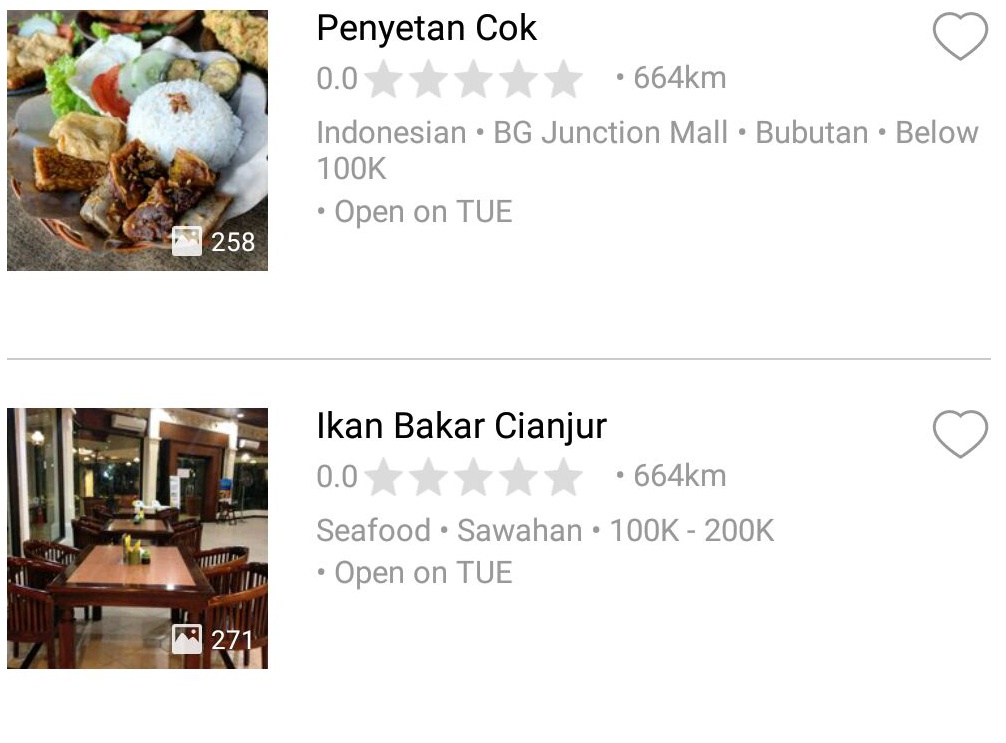 Penyetan Cok
0.0 • 664km
Indonesian • BG Junction Mall • Bubutan • Below
100K
• Open on TUE
258
Ikan Bakar Cianjur
0.0 • 664km
Seafood • Sawahan • 100K - 200K
• Open on TUE
271